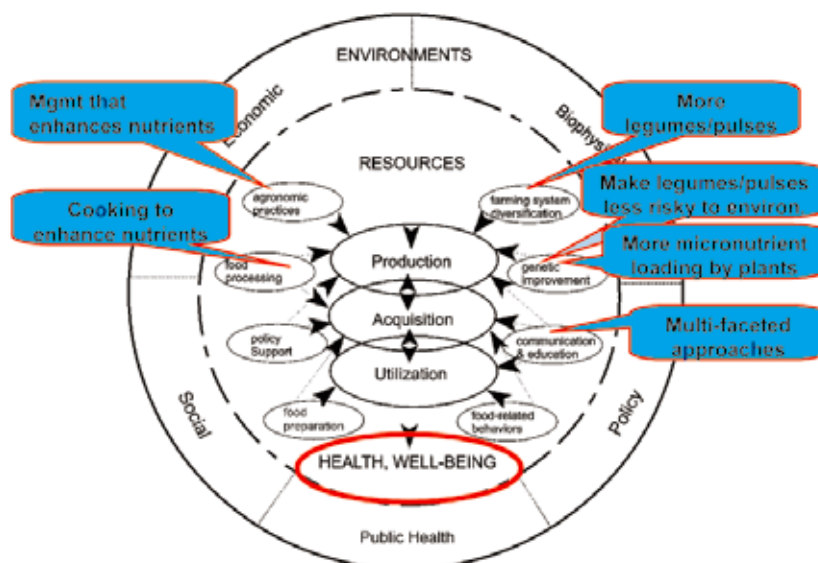 ENVIRONMENTS
Economic
Mgmt that
enhances nutrients
More
legumes/pulses
RESOURCES
agronomic
practices
farming system
diversification
Make legumes/pulses
less risky to environ.
Cooking to
enhance nutrients
More micronutrient
loading by plants
food
processing
Production
genetic
improvement
Acquisition
policy
Support
communication
& education
Multi-faceted
approaches
Utilization
Social
Policy
food
preparation
food-related
behaviors
HEALTH, WELL-BEING
Public Health